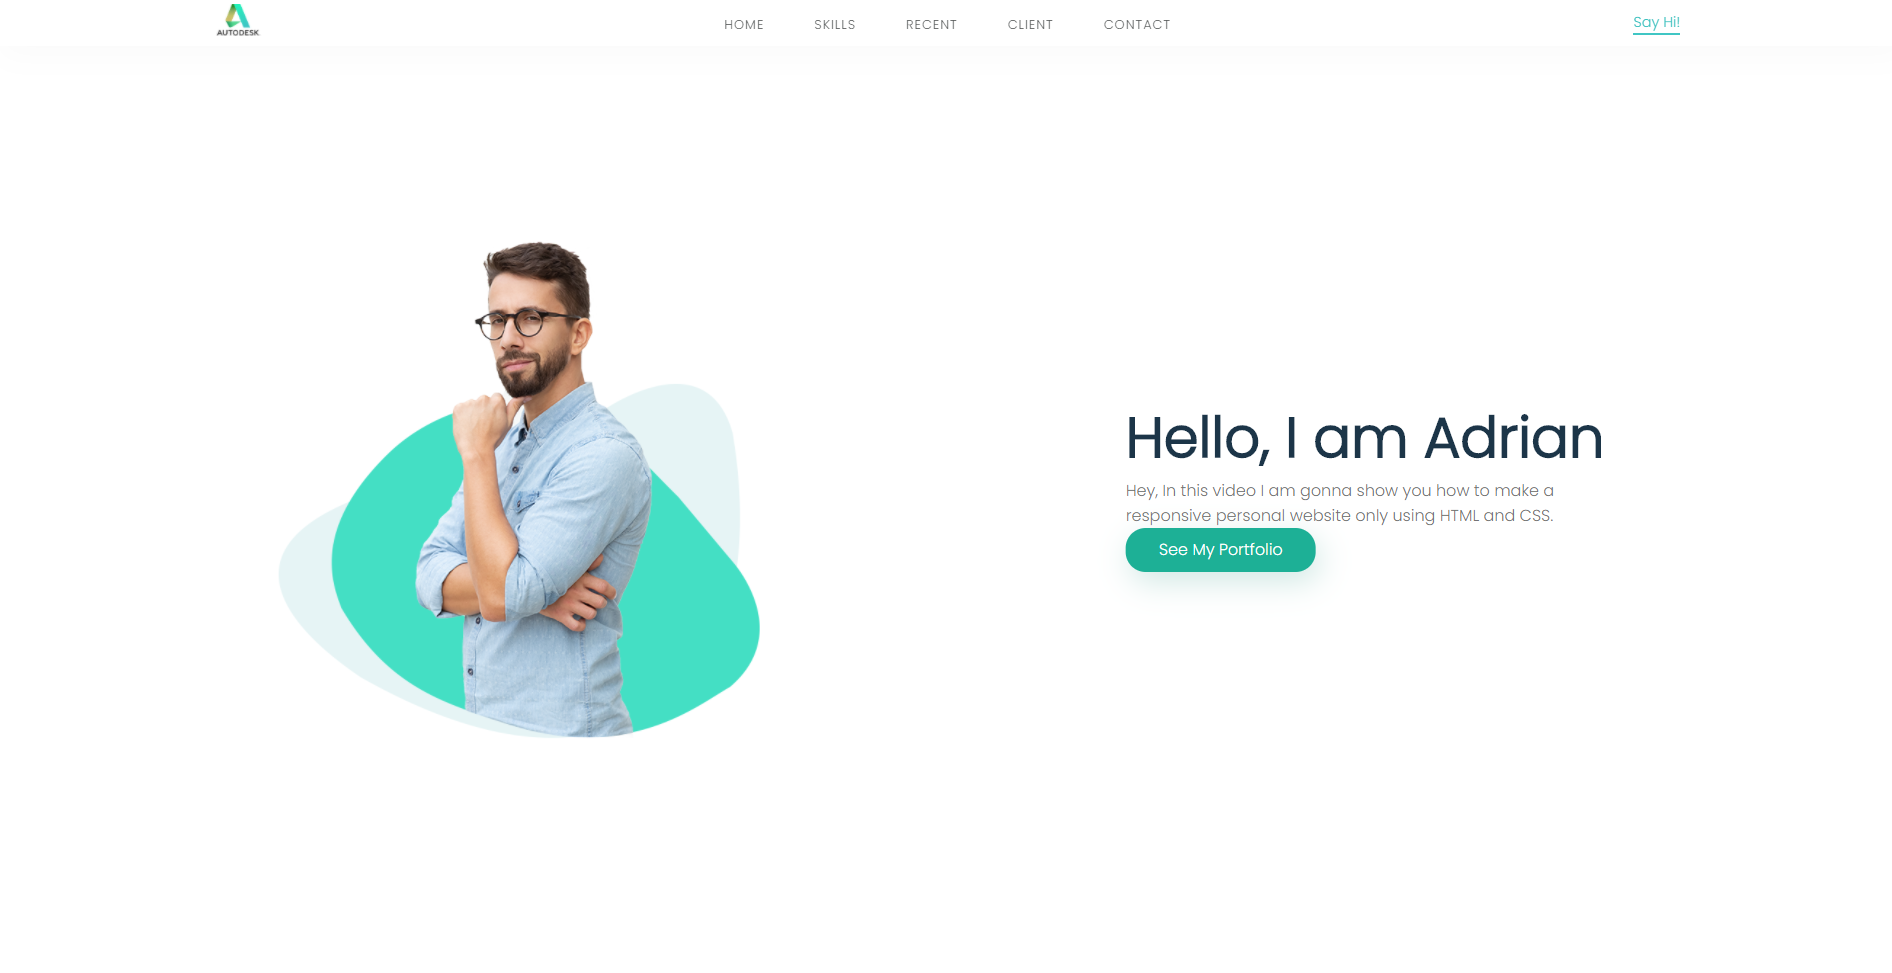 AUTODESK
HOME SKILLS RECENT CLIENT CONTACT
Say Hi!
Hello, I am Adrian
Hey, In this video I am gonna show you how to make a
responsive personal website only using HTML and CSS.
See My Portfolio